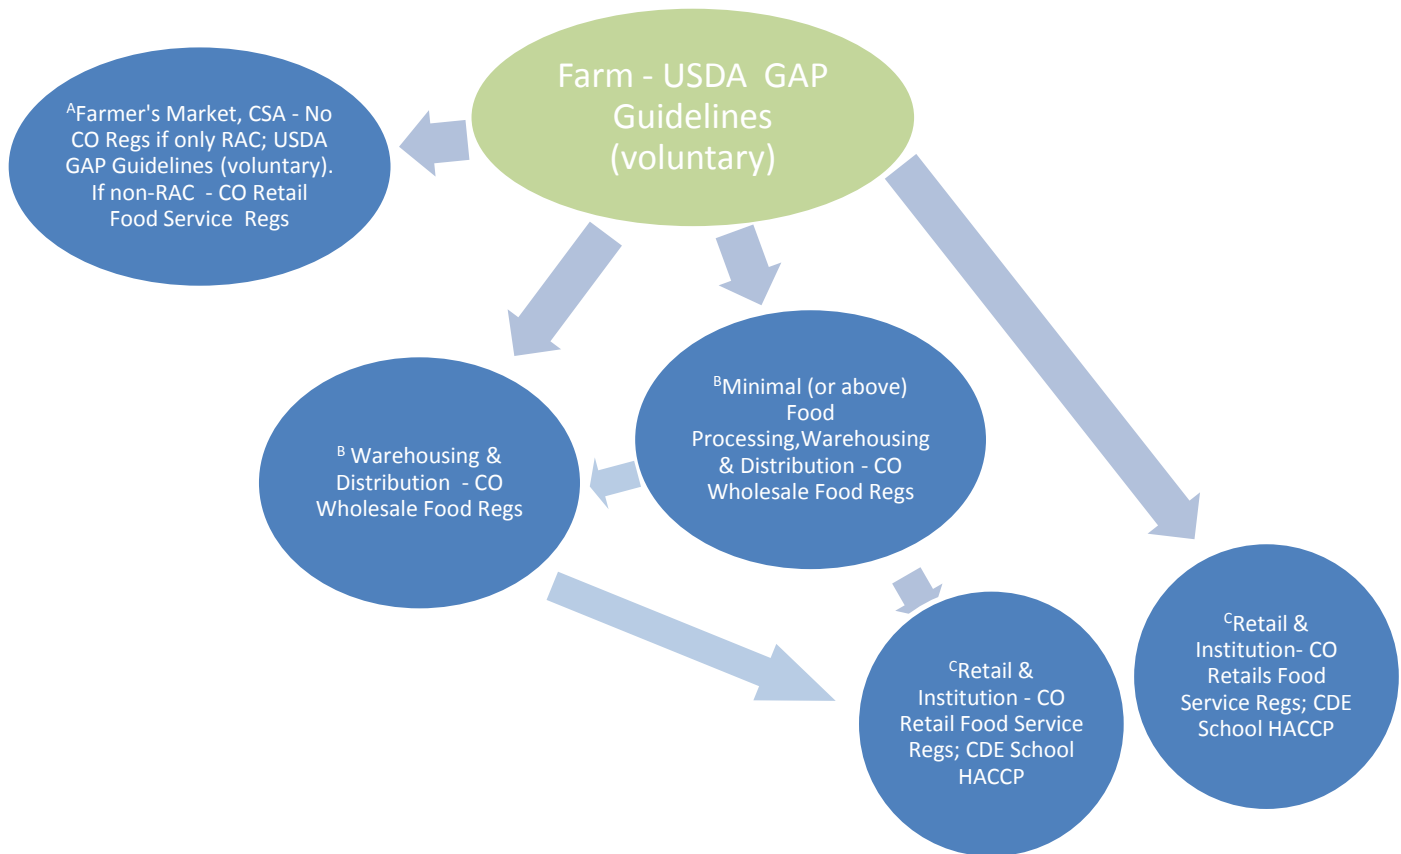 Farm - USDA GAP
Guidelines
(voluntary)
AFarmer's Market, CSA - No
CO Regs if only RAC; USDA
GAP Guidelines (voluntary).
If non-RAC - CO Retail
Food Service Regs
BMinimal (or above)
Food
Processing,Warehousing
& Distribution - CO
Wholesale Food Regs
B Warehousing &
Distribution - CO
Wholesale Food Regs
CRetail &
Institution - CO
Retail Food Service
Regs; CDE School
HACCP
CRetail &
Institution- CO
Retails Food
Service Regs; CDE
School HACCP